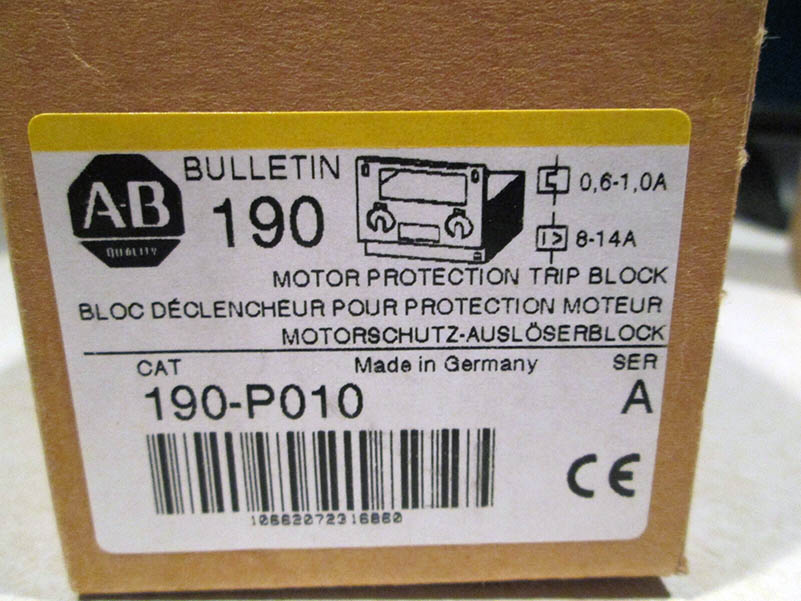 A-B
QUALITY
BULLETIN
190
0,6-1,0A
I> 8-14A
MOTOR PROTECTION TRIP BLOCK
BLOC DÉCLENCHEUR POUR PROTECTION MOTEUR
MOTORSCHUTZ-AUSLÖSERBLOCK
CAT Made in Germany SER
190-P010 A
CE
10662072316860